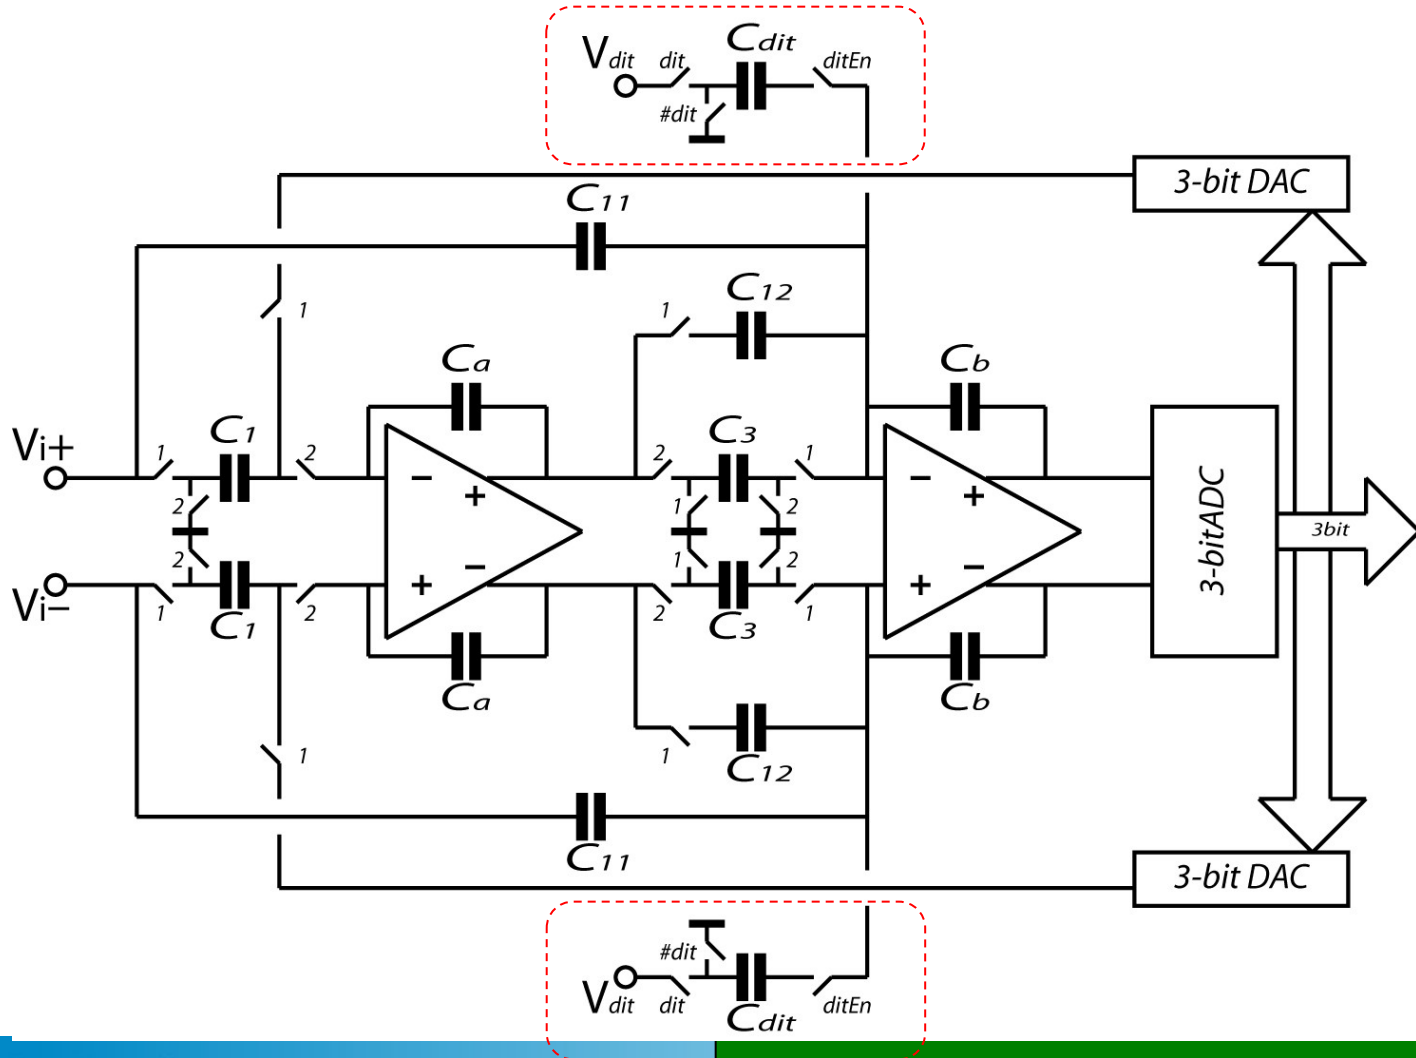 Vdit dit Cdit ditEn
#dit
3-bit DAC
C11
C12
1 1
Ca Cb
Vi+ 1 C1 2 2 C3 1
− + − +
2 1 2
3-bitADC
3bit
2 1 2
− −
+ +
Vi− 1 C1 2 2 C3 1
Ca Cb
1 1
C12
C11
3-bit DAC
#dit
Vdit dit Cdit ditEn